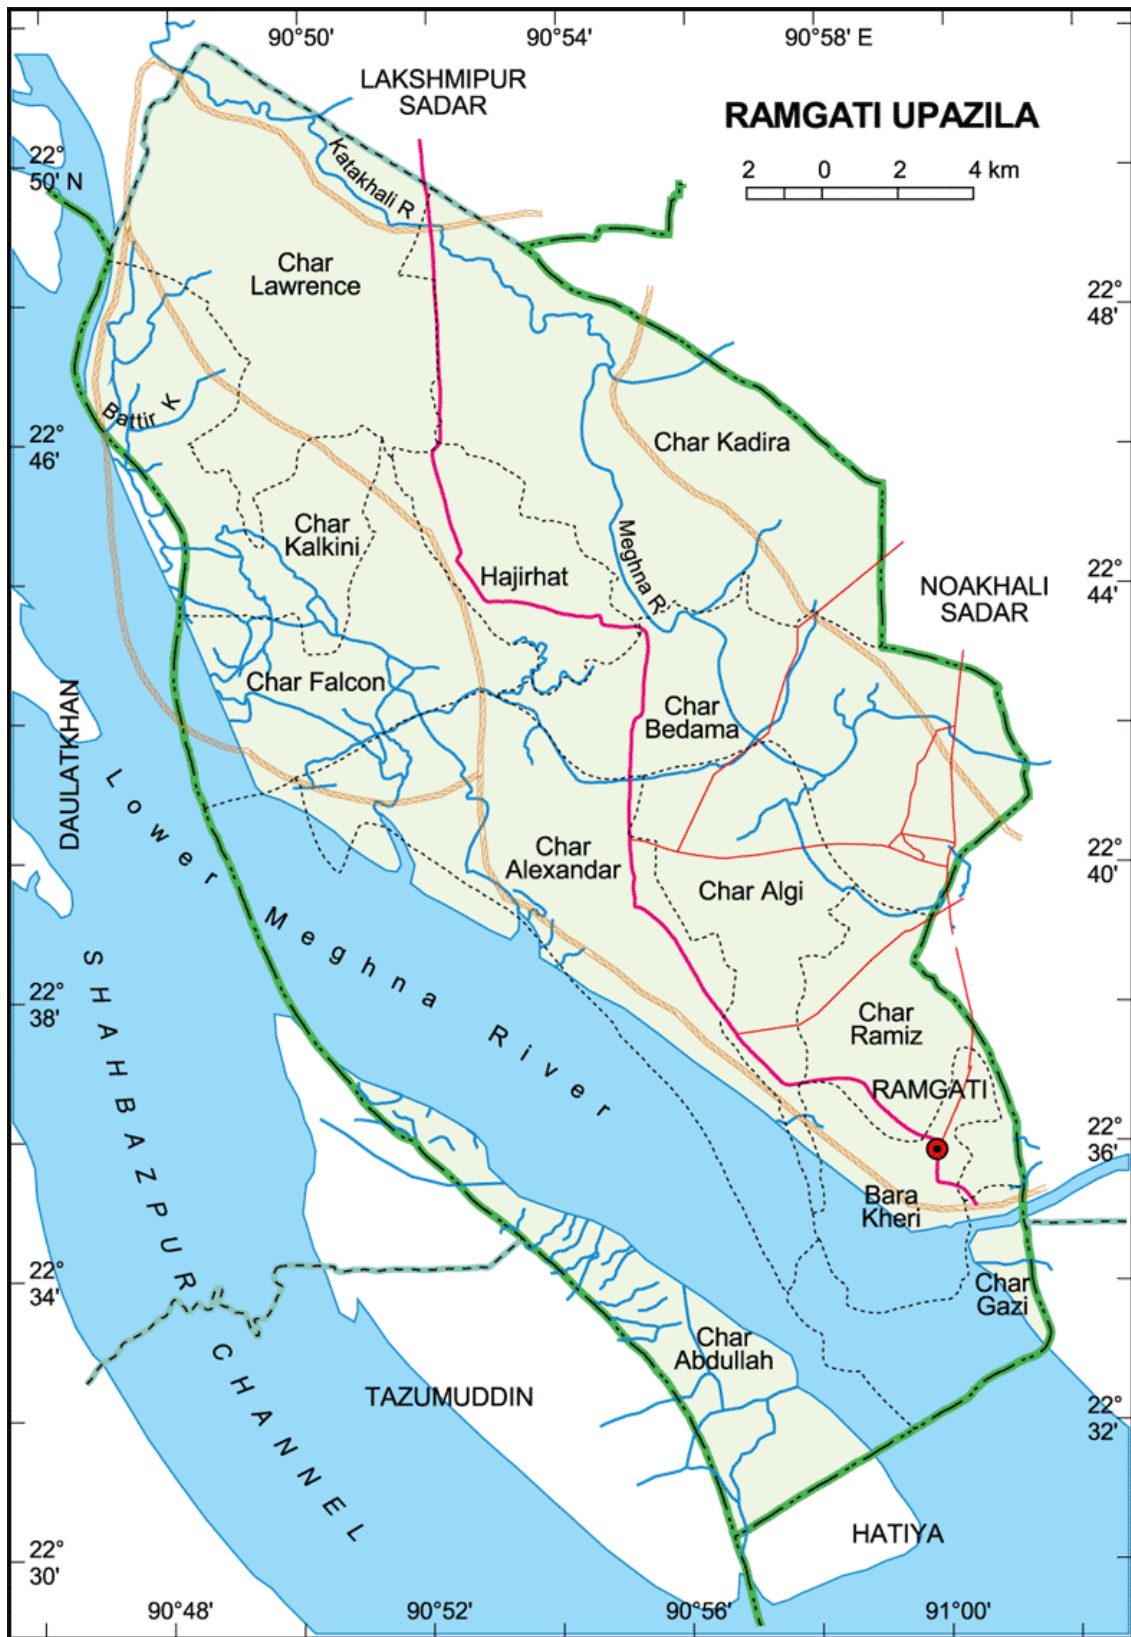 90°50'
90°54'
90°58' E
LAKSHMIPUR
SADAR
RAMGATI UPAZILA
2 0 2 4 km
22°
50' N
Katakhali R
Char
Lawrence
22°
48'
Battir K
22°
46'
Char Kadira
Char
Kalkini
Hajirhat
Meghna R
22°
44'
NOAKHALI
SADAR
Char Falcon
Char
Bedama
DAULATKHAN
Lower Meghna River
Char
Alexandar
Char Algi
22°
40'
SHAHBAZPUR CHANNEL
22°
38'
Char
Ramiz
RAMGATI
22°
36'
Bara
Kheri
22°
34'
Char
Gazi
Char
Abdullah
TAZUMUDDIN
22°
32'
HATIYA
22°
30'
90°48'
90°52'
90°56'
91°00'